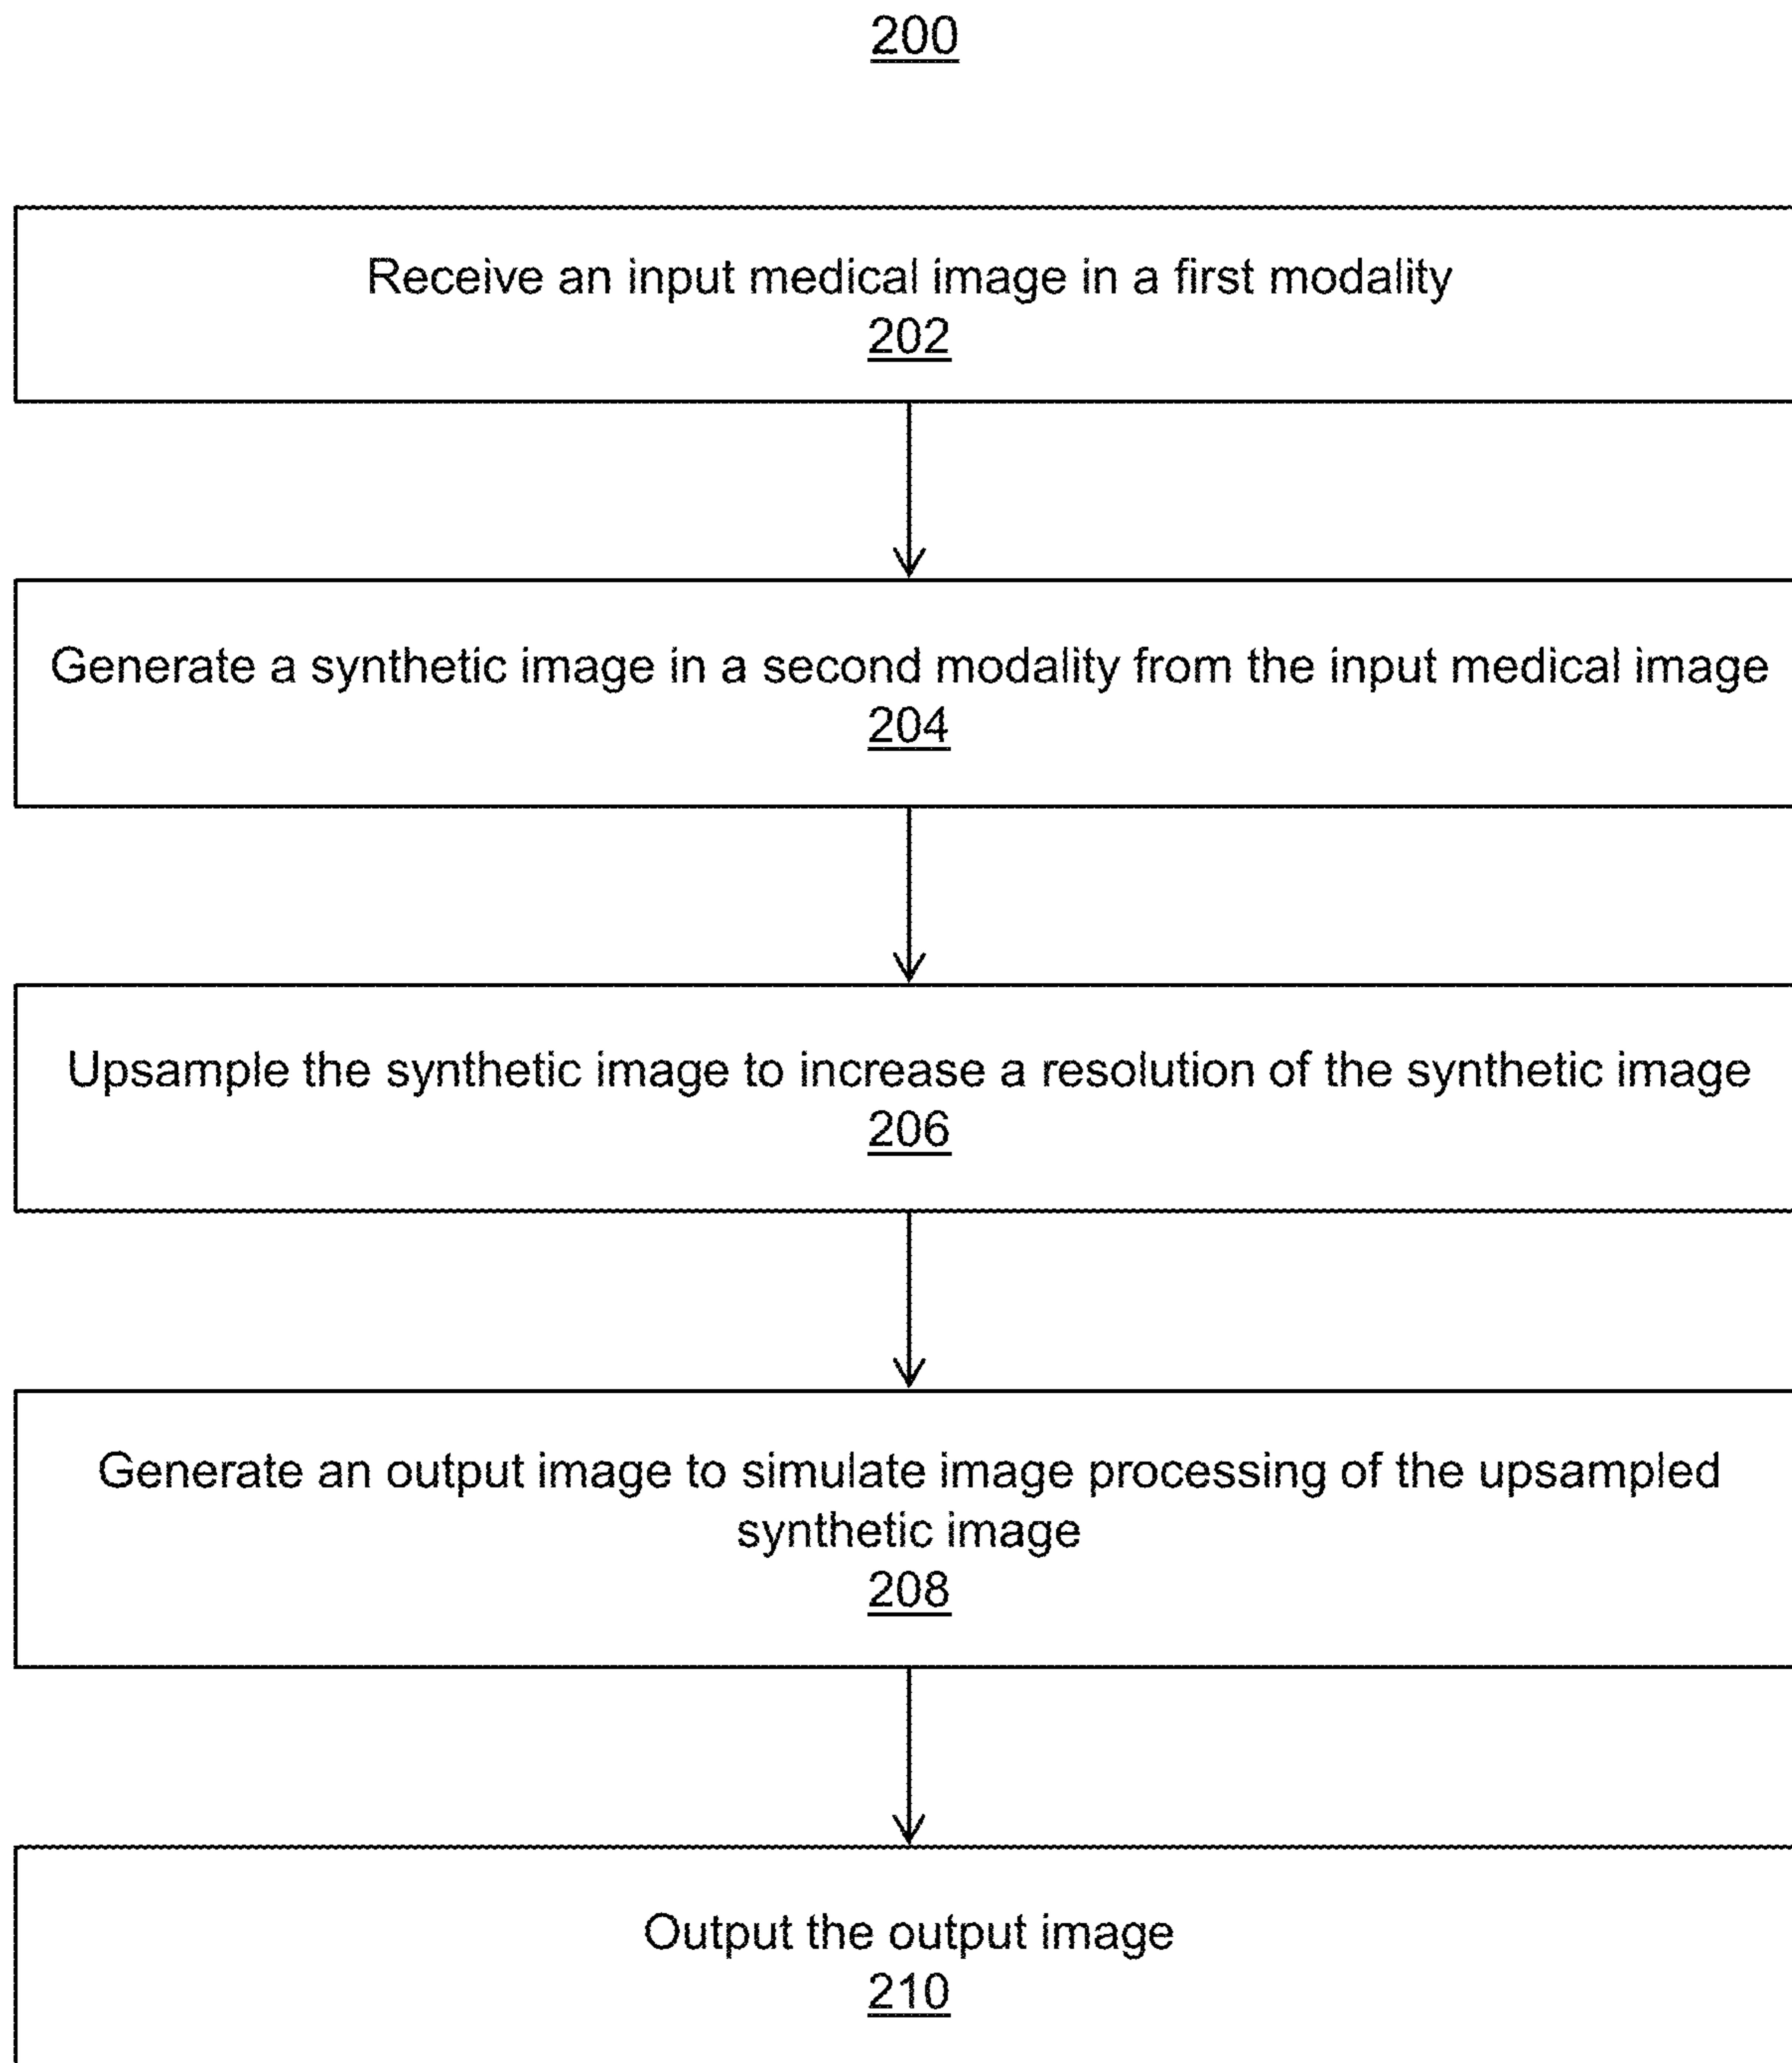 200
Receive an input medical image in a first modality
202
Generate a synthetic image in a second modality from the input medical image
204
Upsample the synthetic image to increase a resolution of the synthetic image
206
Generate an output image to simulate image processing of the upsampled
synthetic image
208
Output the output image
210